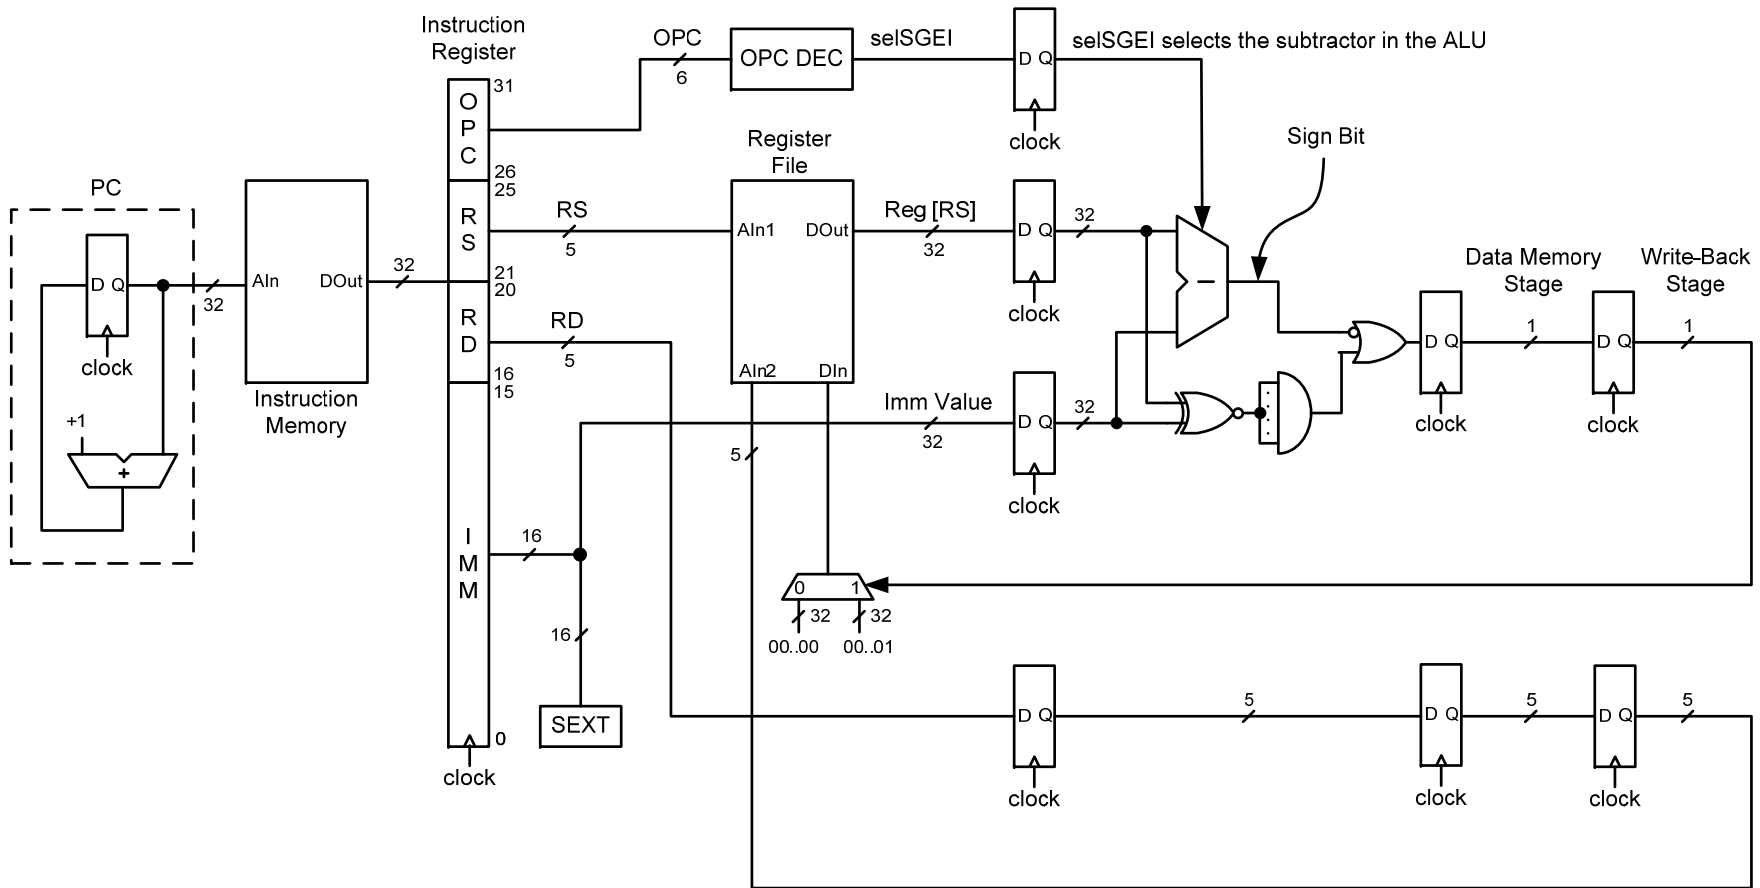 Instruction
Register
OPC
6
OPC DEC
selSGEI
D Q
clock
selSGEI selects the subtractor in the ALU
31
O
P
C
26
25
R
S
21
20
R
D
16
15
I
M
M
0
clock
PC
D Q
clock
+1
+
32
AIn
DOut
Instruction
Memory
32
RS
5
RD
5
Register
File
AIn1
DOut
AIn2
DIn
Reg [RS]
32
D Q
clock
32
Sign Bit
–
Imm Value
32
D Q
clock
32
D Q
clock
Data Memory
Stage
1
D Q
clock
Write-Back
Stage
1
5
16
16
SEXT
0 1
32
32
00..00
00..01
D Q
clock
5
D Q
clock
5
D Q
clock
5